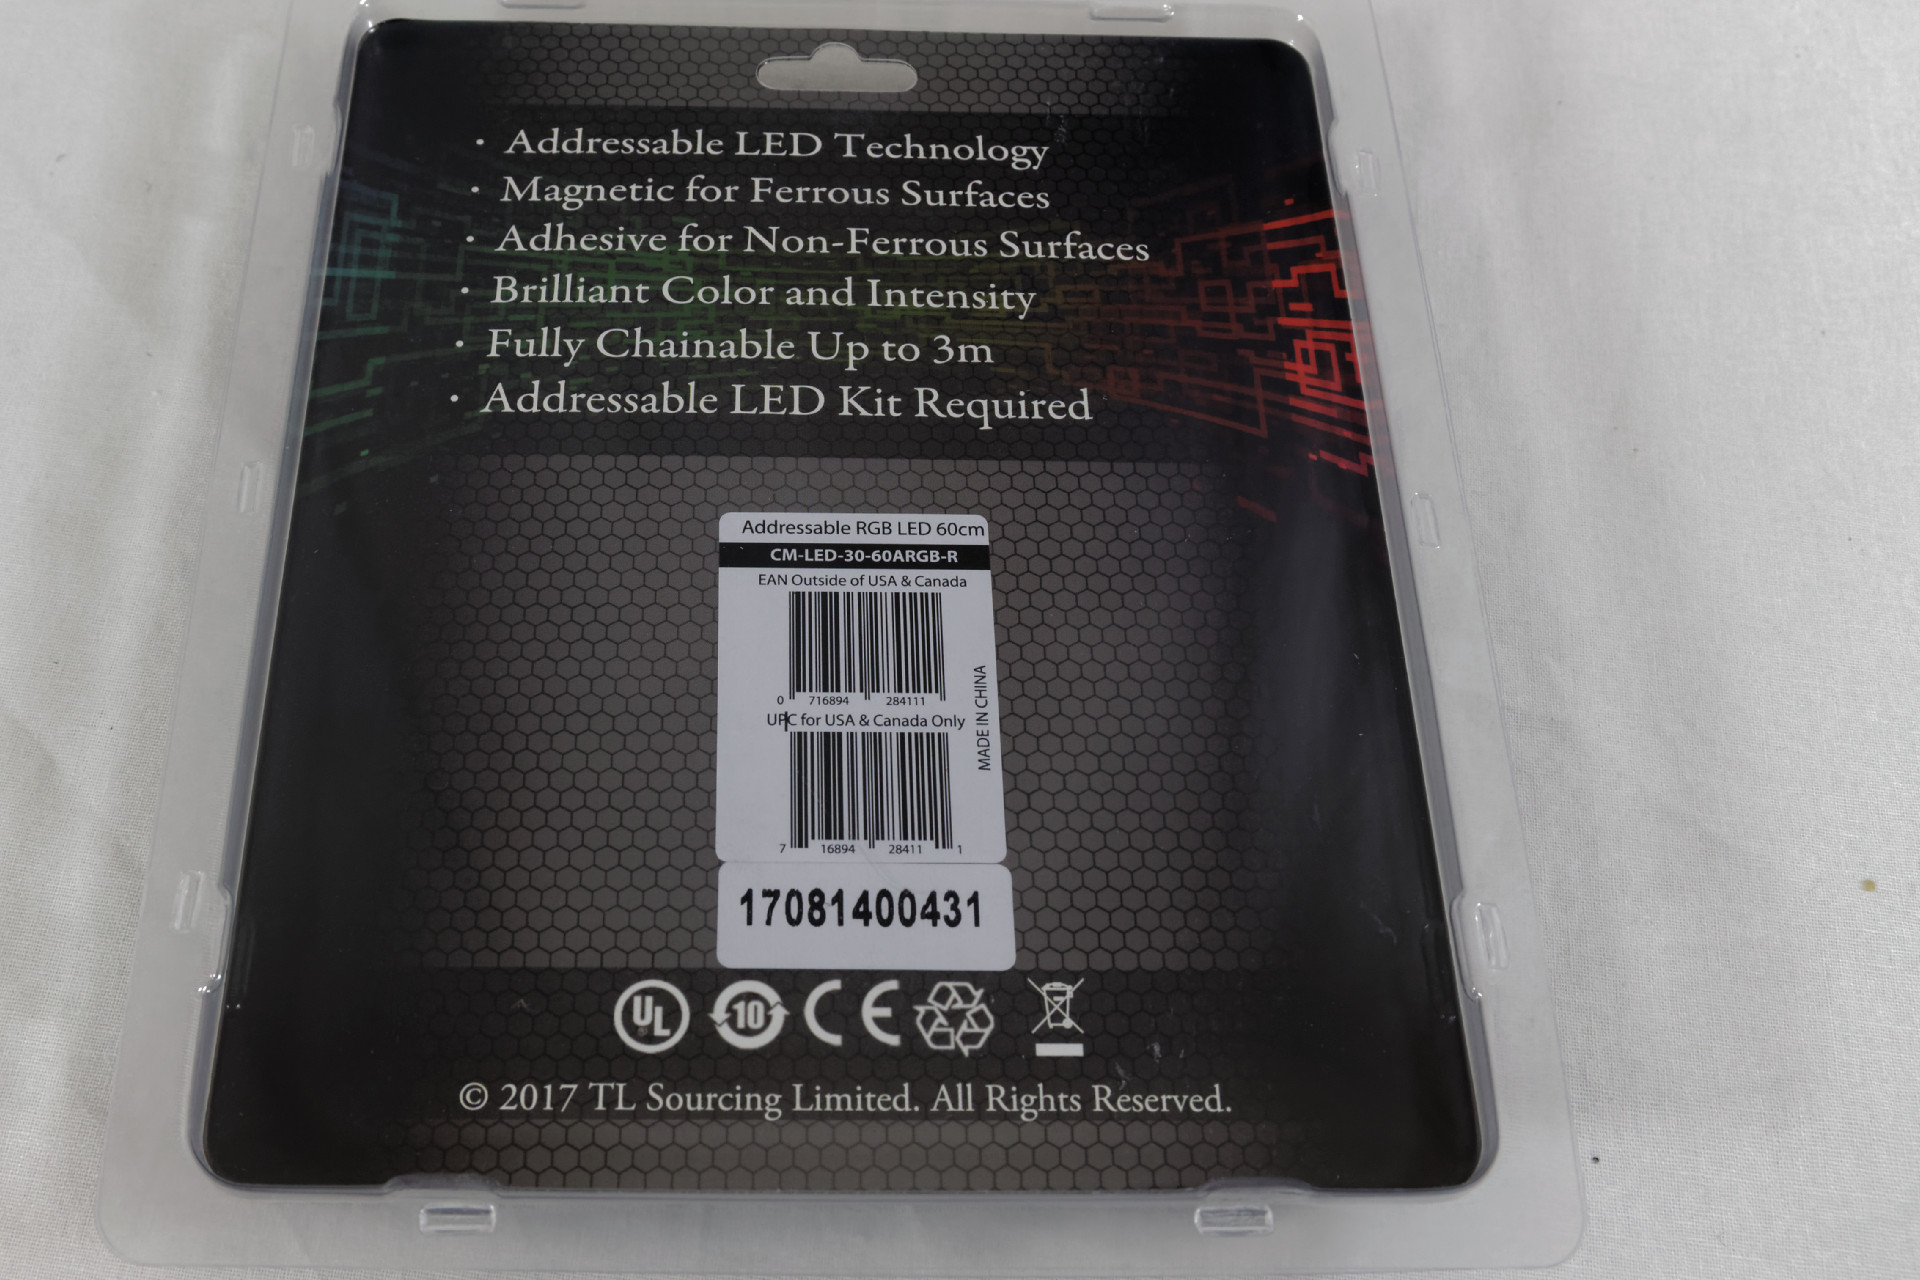 · Addressable LED Technology
· Magnetic for Ferrous Surfaces
· Adhesive for Non-Ferrous Surfaces
· Brilliant Color and Intensity
· Fully Chainable Up to 3m
· Addressable LED Kit Required
Addressable RGB LED 60cm
CM-LED-30-60ARGB-R
EAN Outside of USA & Canada
0 716894 284111
UPC for USA & Canada Only
7 16894 28411 1
MADE IN CHINA
17081400431
UL 10 CE
© 2017 TL Sourcing Limited. All Rights Reserved.